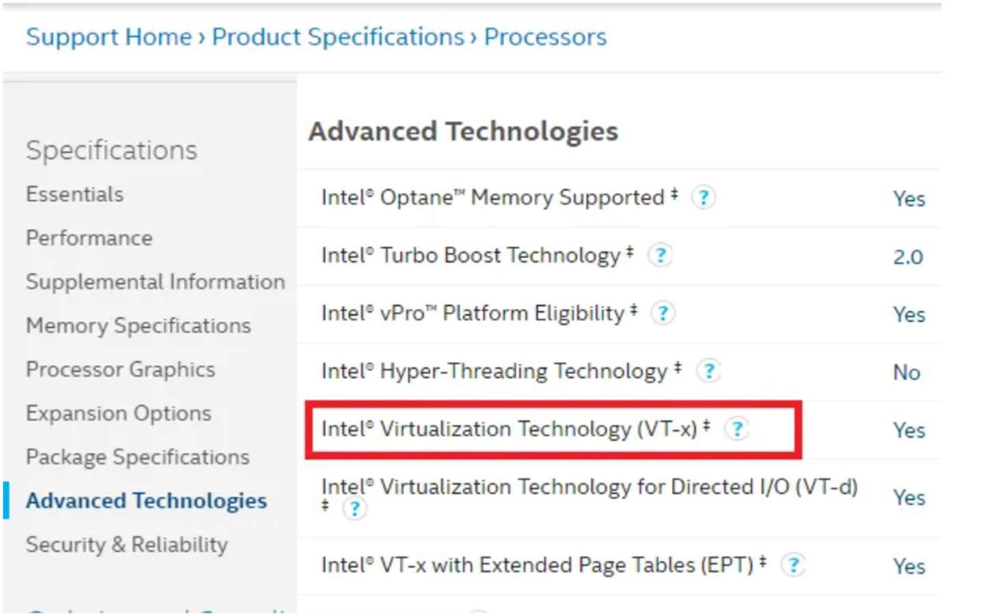 Support Home › Product Specifications › Processors
Specifications
Essentials
Performance
Supplemental Information
Memory Specifications
Processor Graphics
Expansion Options
Package Specifications
Advanced Technologies
Security & Reliability
Advanced Technologies
Intel® Optane™ Memory Supported ‡ ? Yes
Intel® Turbo Boost Technology ‡ ? 2.0
Intel® vPro™ Platform Eligibility ‡ ? Yes
Intel® Hyper-Threading Technology ‡ ? No
Intel® Virtualization Technology (VT-x) ‡ ? Yes
Intel® Virtualization Technology for Directed I/O (VT-d)
‡ ? Yes
Intel® VT-x with Extended Page Tables (EPT) ‡ ? Yes